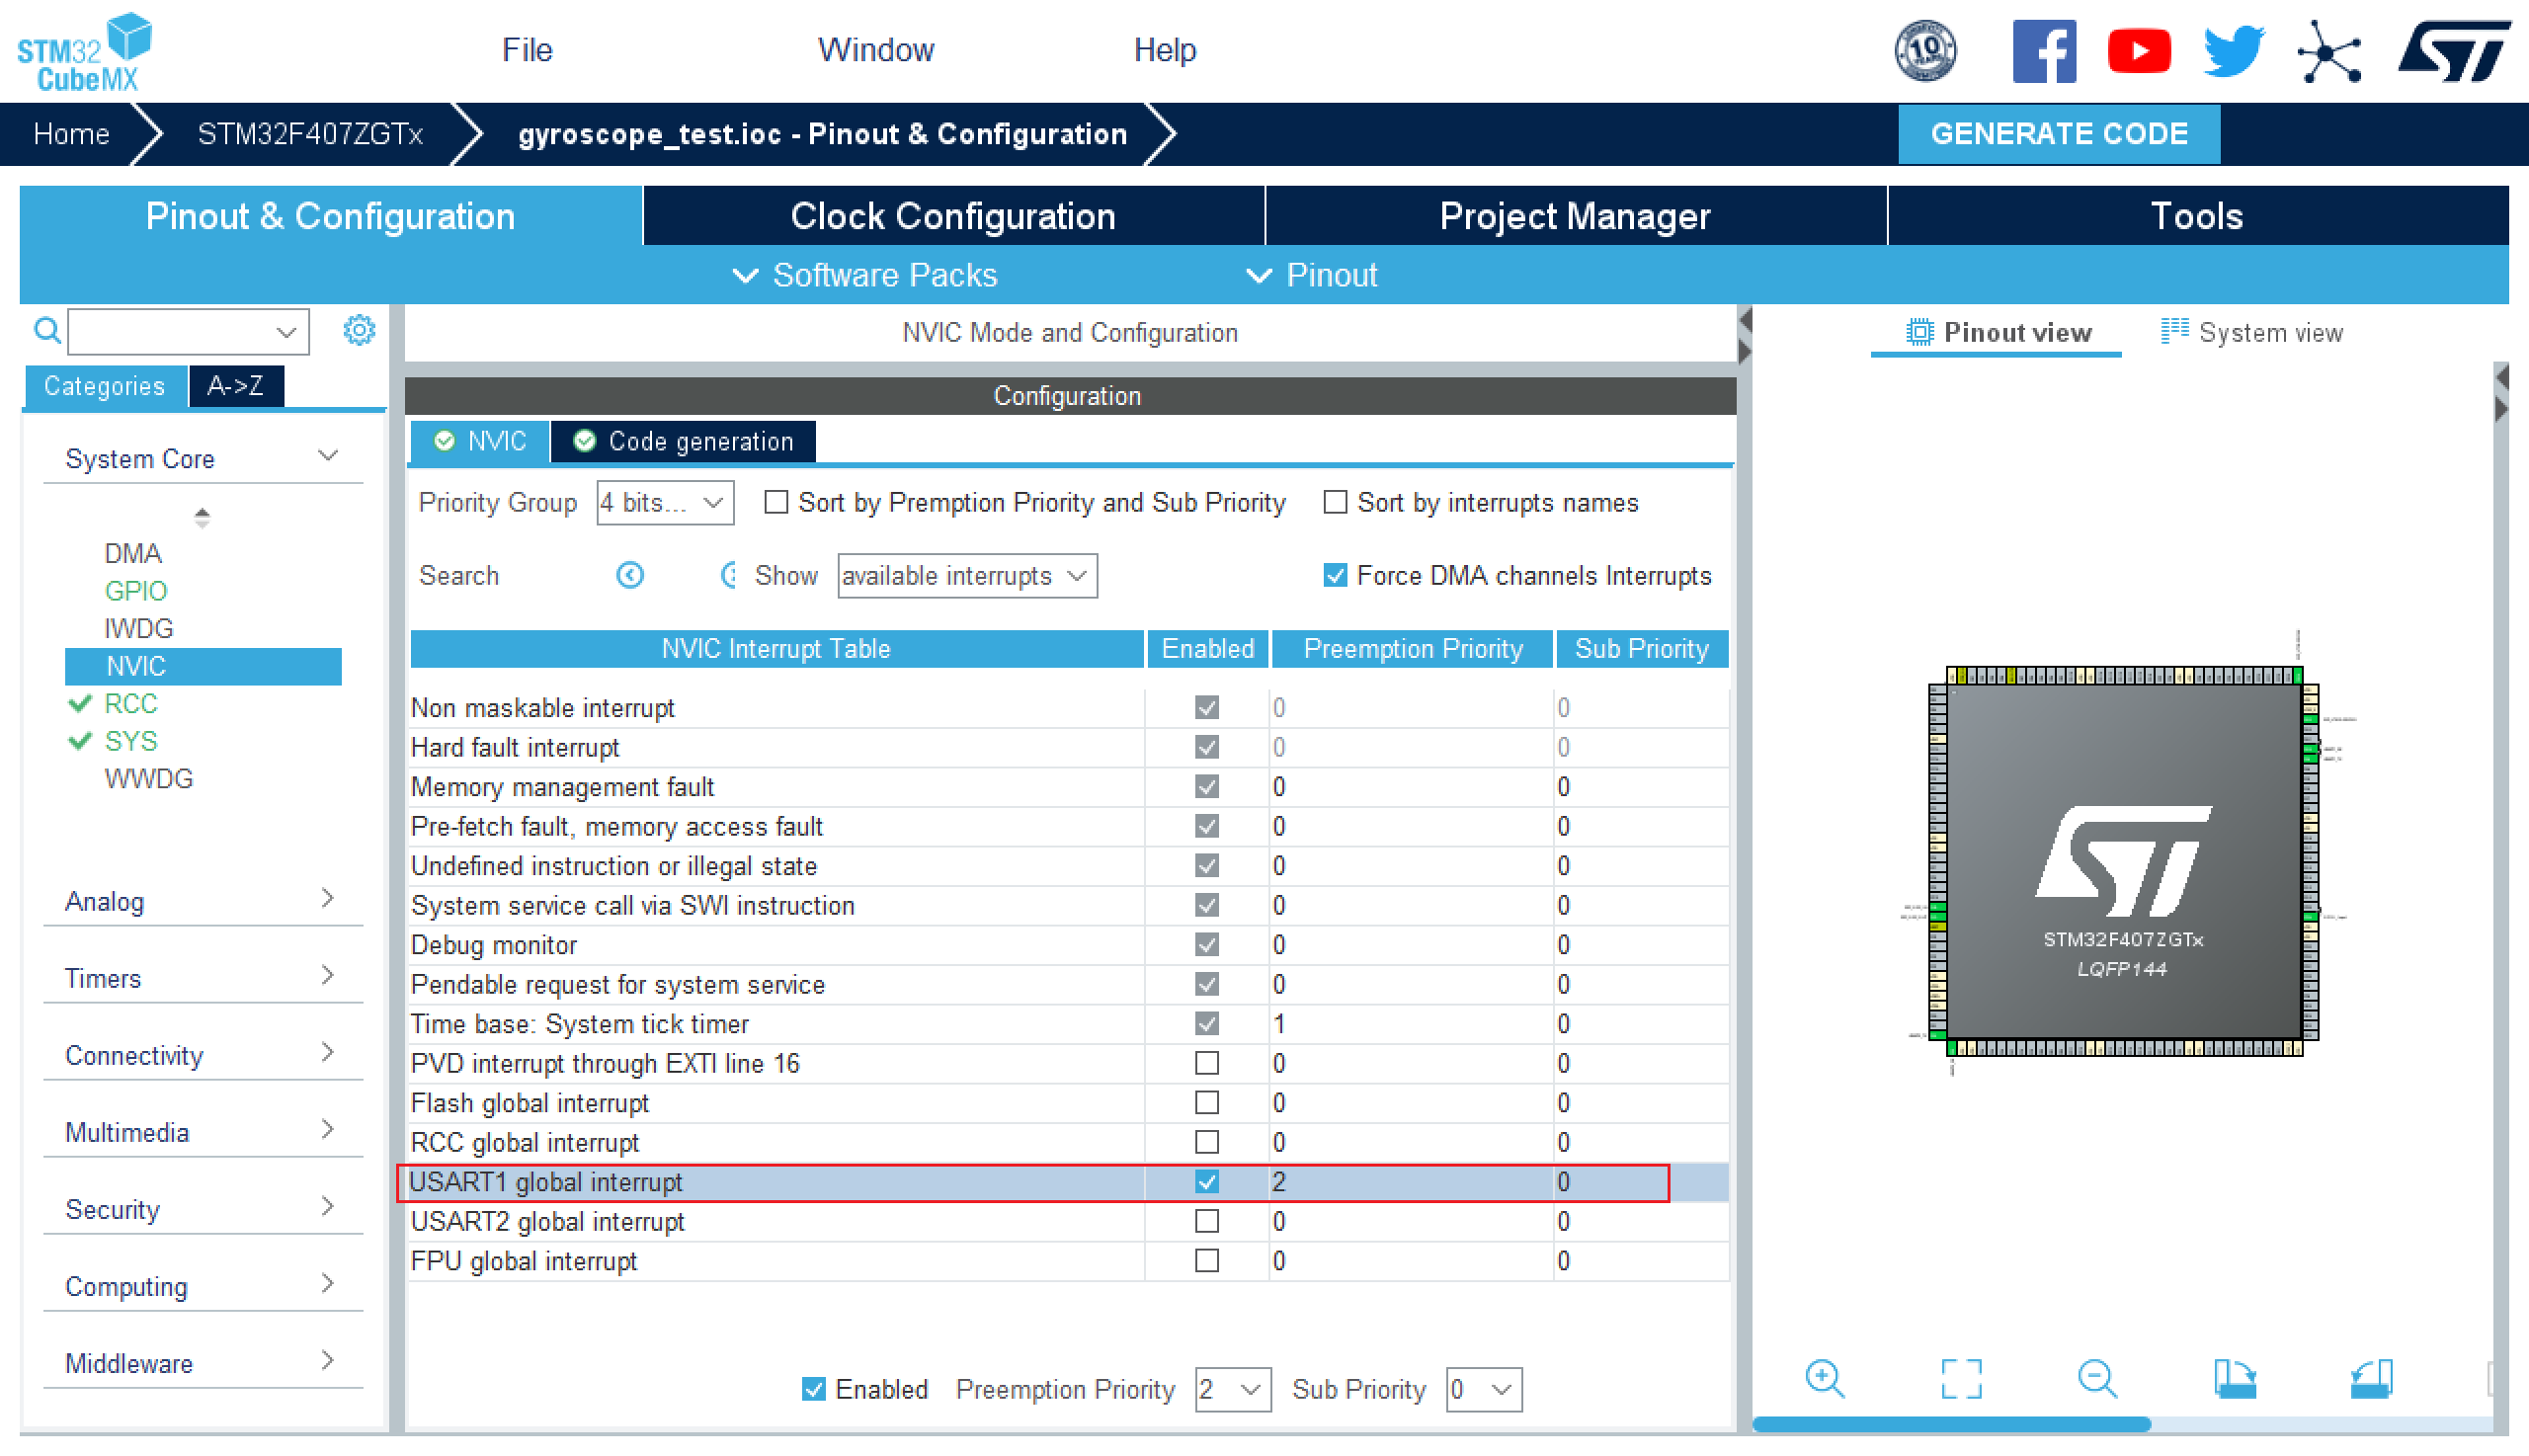 STM32
CubeMX
File
Window
Help
10
YEARS
Home
STM32F407ZGTx
gyroscope_test.ioc - Pinout & Configuration
GENERATE CODE
Pinout & Configuration
Clock Configuration
Project Manager
Tools
Software Packs
Pinout
NVIC Mode and Configuration
Pinout view
System view
Categories
A->Z
Configuration
NVIC
Code generation
System Core
DMA
GPIO
IWDG
NVIC
RCC
SYS
WWDG
Analog
Timers
Connectivity
Multimedia
Security
Computing
Middleware
Priority Group
4 bits...
Sort by Premption Priority and Sub Priority
Sort by interrupts names
Search
Show
available interrupts
Force DMA channels Interrupts
NVIC Interrupt Table Enabled Preemption Priority Sub Priority
Non maskable interrupt 0 0
Hard fault interrupt 0 0
Memory management fault 0 0
Pre-fetch fault, memory access fault 0 0
Undefined instruction or illegal state 0 0
System service call via SWI instruction 0 0
Debug monitor 0 0
Pendable request for system service 0 0
Time base: System tick timer 1 0
PVD interrupt through EXTI line 16 0 0
Flash global interrupt 0 0
RCC global interrupt 0 0
USART1 global interrupt 2 0
USART2 global interrupt 0 0
FPU global interrupt 0 0
Enabled Preemption Priority 2 Sub Priority 0
ST
STM32F407ZGTx
LQFP144